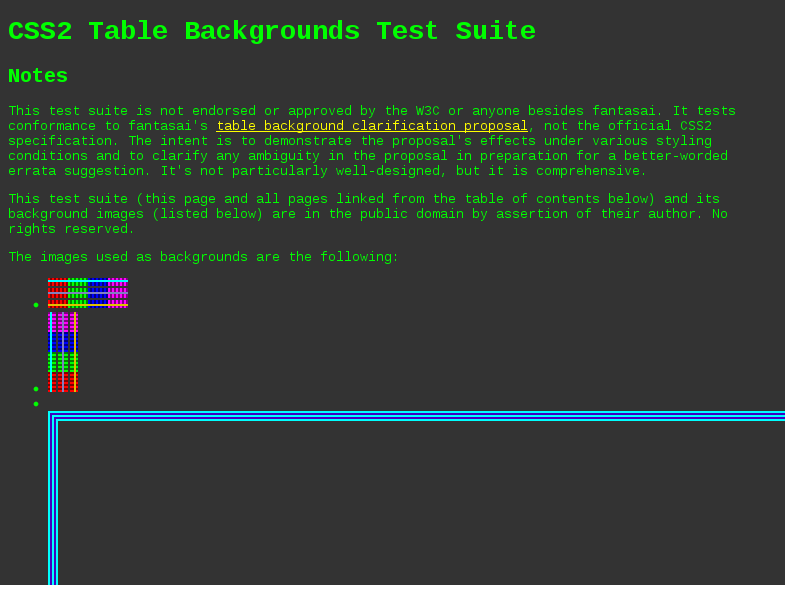 CSS2 Table Backgrounds Test Suite
Notes
This test suite is not endorsed or approved by the W3C or anyone besides fantasai. It tests
conformance to fantasai's table background clarification proposal, not the official CSS2
specification. The intent is to demonstrate the proposal's effects under various styling
conditions and to clarify any ambiguity in the proposal in preparation for a better-worded
errata suggestion. It's not particularly well-designed, but it is comprehensive.
This test suite (this page and all pages linked from the table of contents below) and its
background images (listed below) are in the public domain by assertion of their author. No
rights reserved.
The images used as backgrounds are the following: